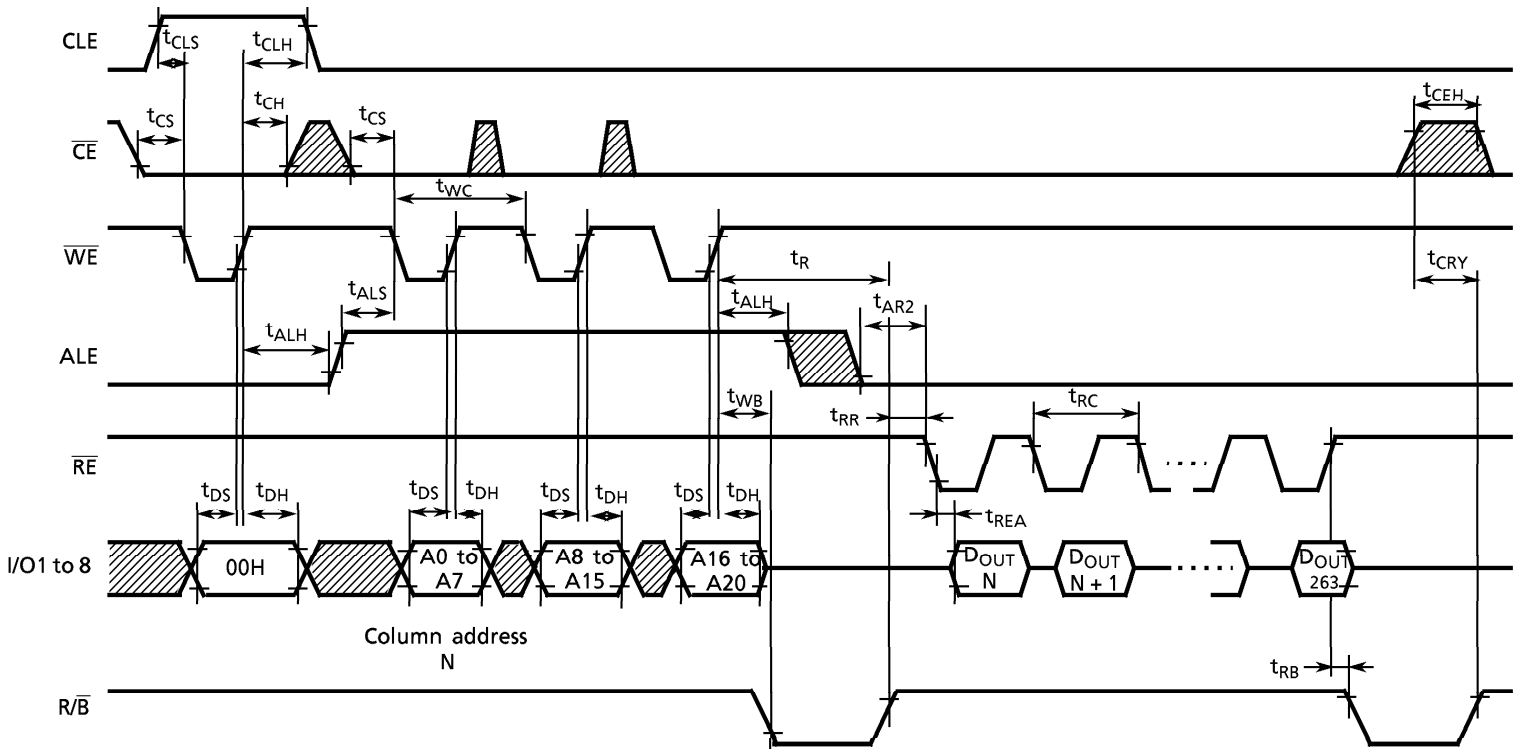 CLE
tCLS
tCLH
tCEH
tCS
tCH
tCS
CE
tWC
WE
tR
tCRY
tALS
tALH
tAR2
tALH
ALE
tWB
tRR
tRC
RE
tDS
tDH
tDS
tDH
tDS
tDH
tDS
tDH
tREA
I/O1 to 8
00H
A0 to
A7
A8 to
A15
A16 to
A20
DOUT
N
DOUT
N + 1
DOUT
263
Column address
N
tRB
R/B